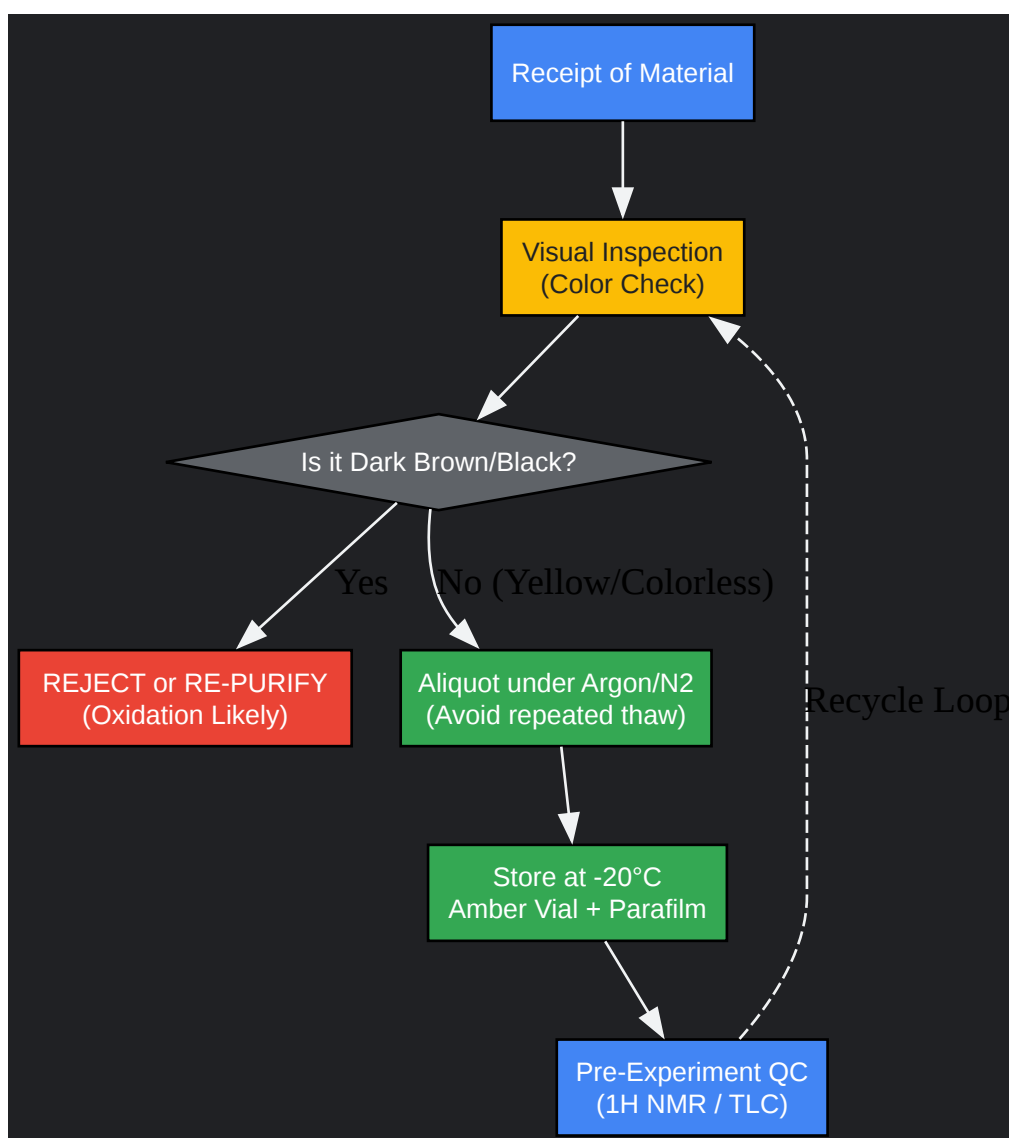 Receipt of Material
Visual Inspection
(Color Check)
Is it Dark Brown/Black?
Yes
No (Yellow/Colorless)
REJECT or RE-PURIFY
(Oxidation Likely)
Aliquot under Argon/N2
(Avoid repeated thaw)
Recycle Loop
Store at -20°C
Amber Vial + Parafilm
Pre-Experiment QC
(1H NMR / TLC)